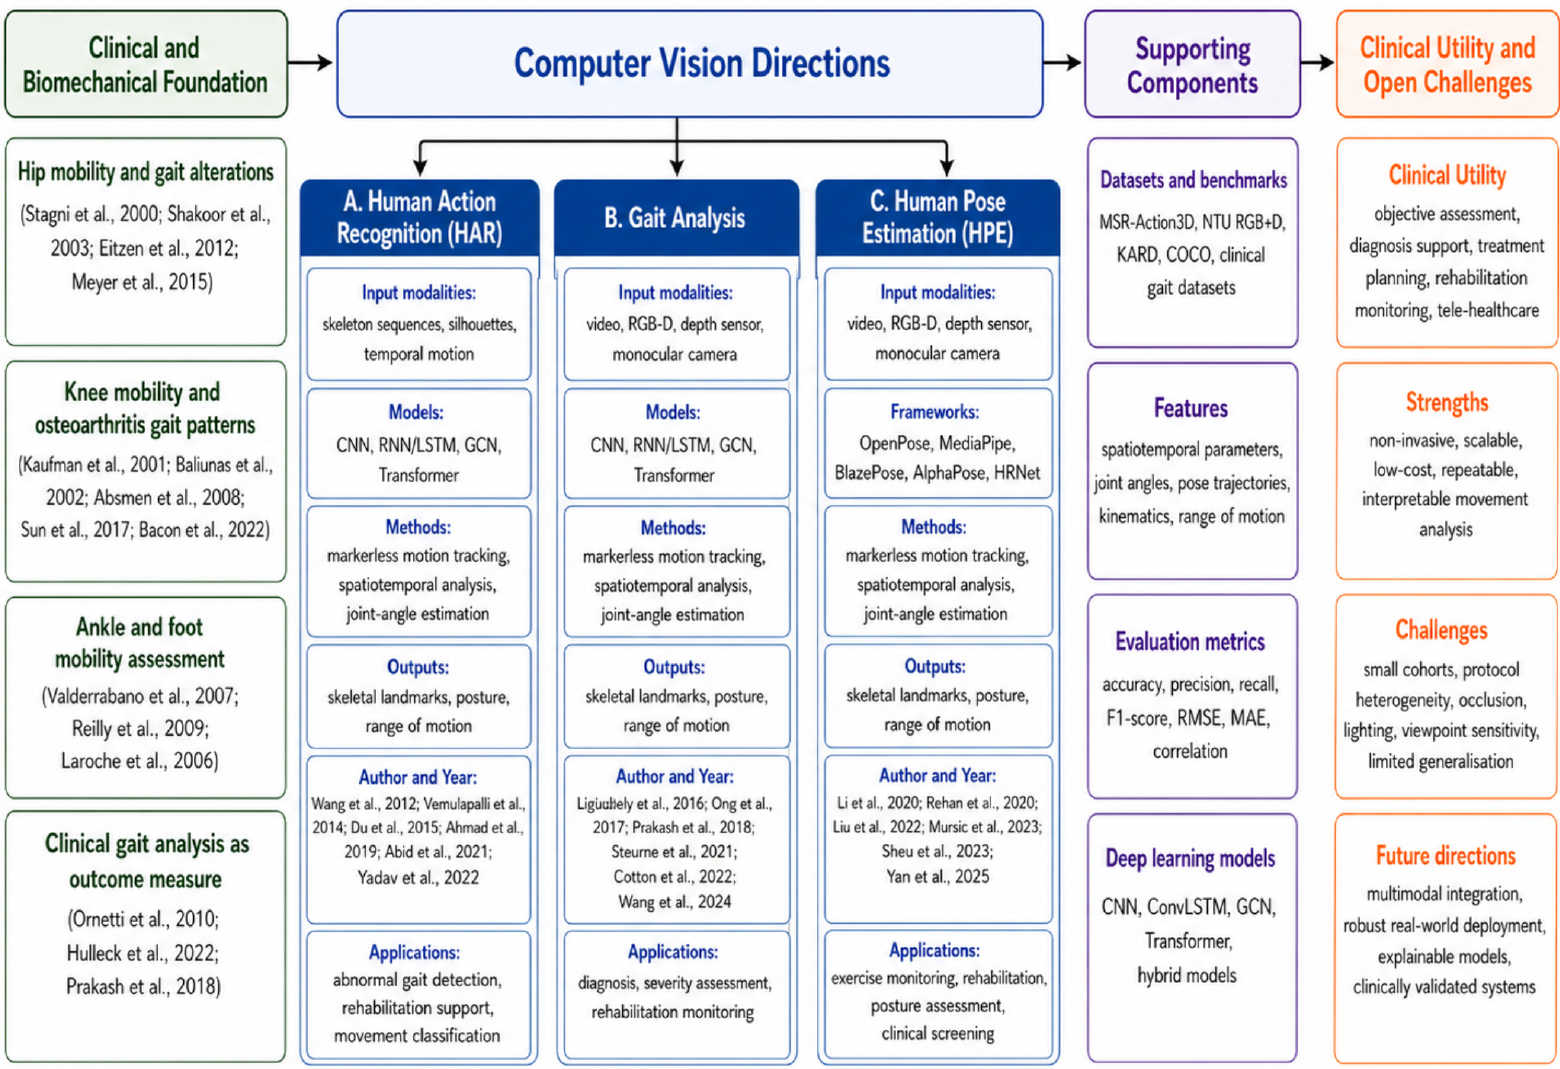 Clinical and
Biomechanical Foundation
Computer Vision Directions
Supporting
Components
Clinical Utility and
Open Challenges
Hip mobility and gait alterations
(Stagni et al., 2000; Shakoor et al.,
2003; Eitzen et al., 2012;
Meyer et al., 2015)
Knee mobility and
osteoarthritis gait patterns
(Kaufman et al., 2001; Baliunas et al.,
2002; Absmen et al., 2008;
Sun et al., 2017; Bacon et al., 2022)
Ankle and foot
mobility assessment
(Valderrabano et al., 2007;
Reilly et al., 2009;
Laroche et al., 2006)
Clinical gait analysis as
outcome measure
(Ornetti et al., 2010;
Hulleck et al., 2022;
Prakash et al., 2018)
A. Human Action
Recognition (HAR)
Input modalities:
skeleton sequences, silhouettes,
temporal motion
Models:
CNN, RNN/LSTM, GCN,
Transformer
Methods:
markerless motion tracking,
spatiotemporal analysis,
joint-angle estimation
Outputs:
skeletal landmarks, posture,
range of motion
Author and Year:
Wang et al., 2012; Vemulapalli et al.,
2014; Du et al., 2015; Ahmad et al.,
2019; Abid et al., 2021;
Yadav et al., 2022
Applications:
abnormal gait detection,
rehabilitation support,
movement classification
B. Gait Analysis
Input modalities:
video, RGB-D, depth sensor,
monocular camera
Models:
CNN, RNN/LSTM, GCN,
Transformer
Methods:
markerless motion tracking,
spatiotemporal analysis,
joint-angle estimation
Outputs:
skeletal landmarks, posture,
range of motion
Author and Year:
et al., 2016; Ong et al.,
2017; Prakash et al., 2018;
Steurne et al., 2021;
Cotton et al., 2022;
Wang et al., 2024
Applications:
diagnosis, severity assessment,
rehabilitation monitoring
C. Human Pose
Estimation (HPE)
Input modalities:
video, RGB-D, depth sensor,
monocular camera
Frameworks:
OpenPose, MediaPipe,
BlazePose, AlphaPose, HRNet
Methods:
markerless motion tracking,
spatiotemporal analysis,
joint-angle estimation
Outputs:
skeletal landmarks, posture,
range of motion
Author and Year:
Li et al., 2020; Rehan et al., 2020;
Liu et al., 2022; Mursic et al., 2023;
Sheu et al., 2023;
Yan et al., 2025
Applications:
exercise monitoring, rehabilitation,
posture assessment,
clinical screening
Datasets and benchmarks
MSR-Action3D, NTU RGB+D,
KARD, COCO, clinical
gait datasets
Features
spatiotemporal parameters,
joint angles, pose trajectories,
kinematics, range of motion
Evaluation metrics
accuracy, precision, recall,
F1-score, RMSE, MAE,
correlation
Deep learning models
CNN, ConvLSTM, GCN,
Transformer,
hybrid models
Clinical Utility
objective assessment,
diagnosis support, treatment
planning, rehabilitation
monitoring, tele-healthcare
Strengths
non-invasive, scalable,
low-cost, repeatable,
interpretable movement
analysis
Challenges
small cohorts, protocol
heterogeneity, occlusion,
lighting, viewpoint sensitivity,
limited generalisation
Future directions
multimodal integration,
robust real-world deployment,
explainable models,
clinically validated systems